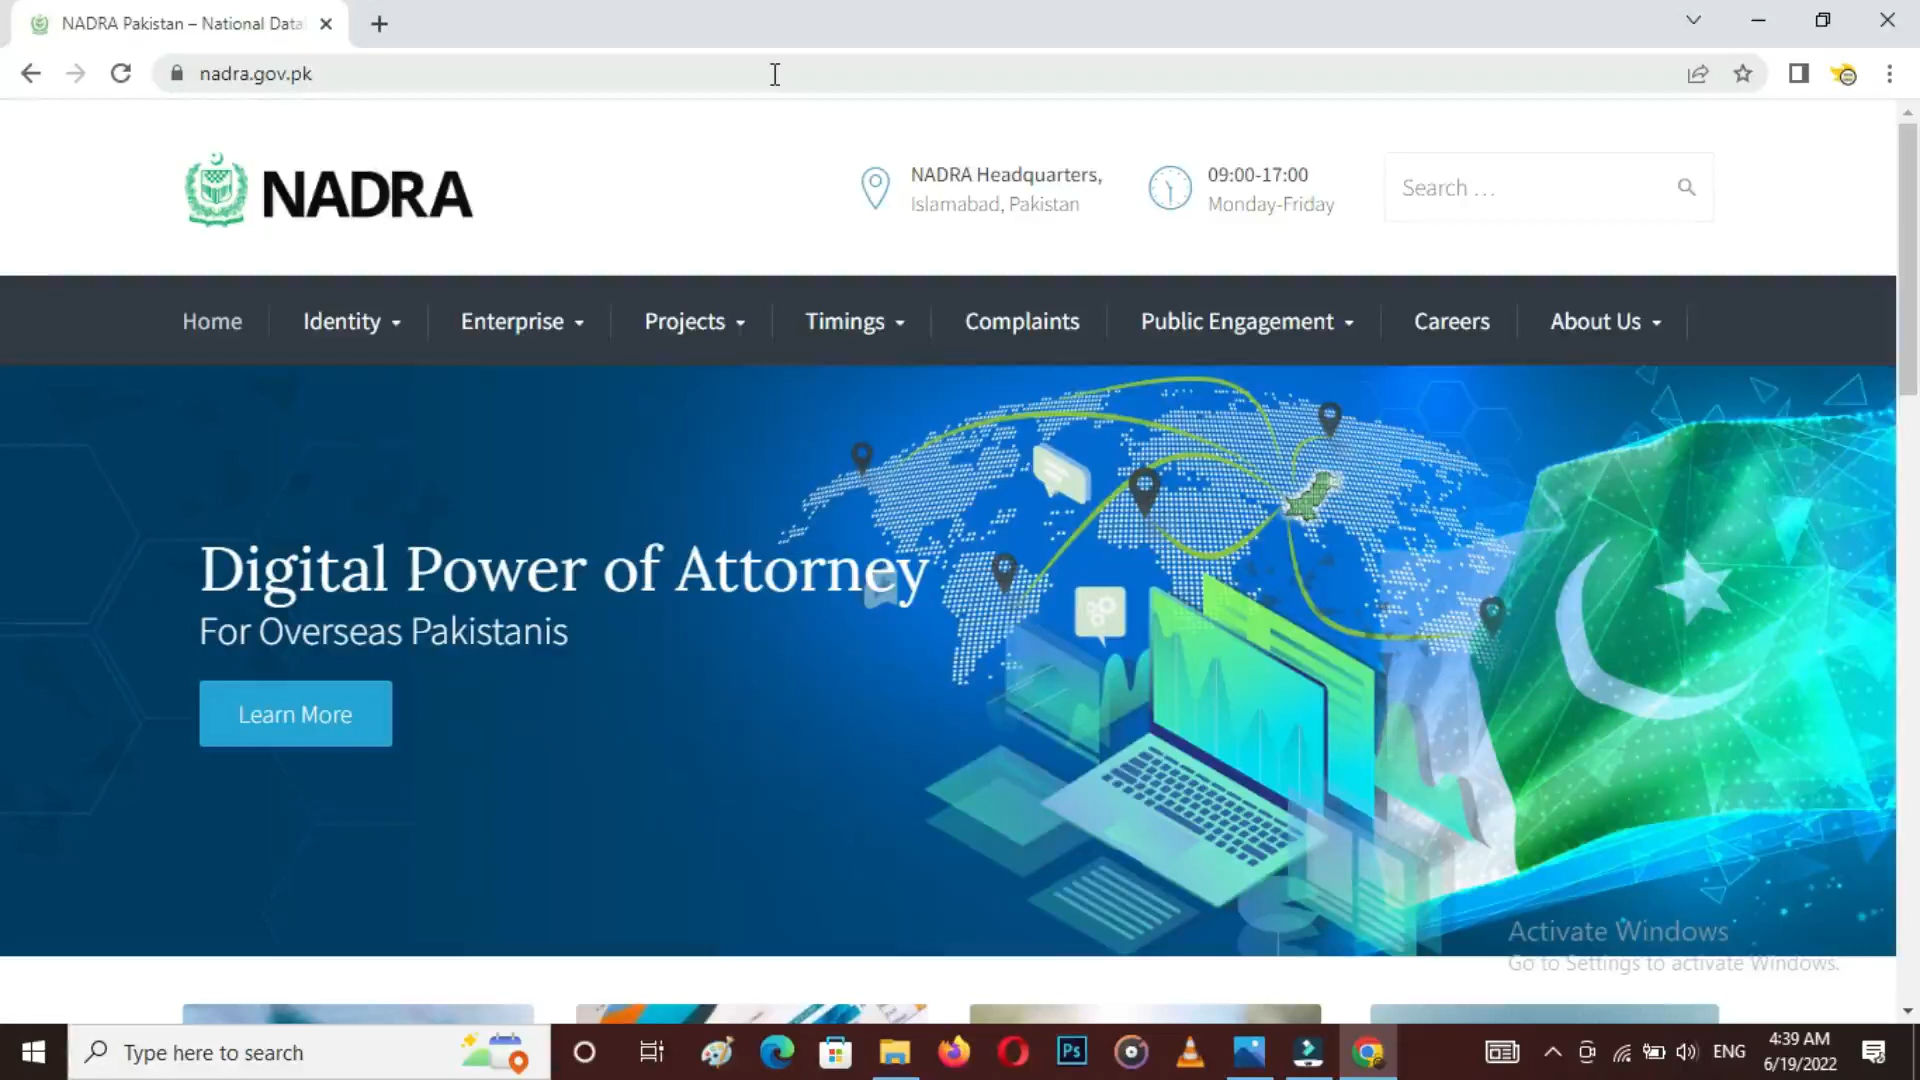 NADRA Pakistan – National Data
nadra.gov.pk
NADRA
NADRA Headquarters,
Islamabad, Pakistan
09:00-17:00
Monday-Friday
Search …
Home
Identity
Enterprise
Projects
Timings
Complaints
Public Engagement
Careers
About Us
Digital Power of Attorney
For Overseas Pakistanis
Learn More
Activate Windows
Go to Settings to activate Windows.
Type here to search
Ps
ENG
4:39 AM
6/19/2022